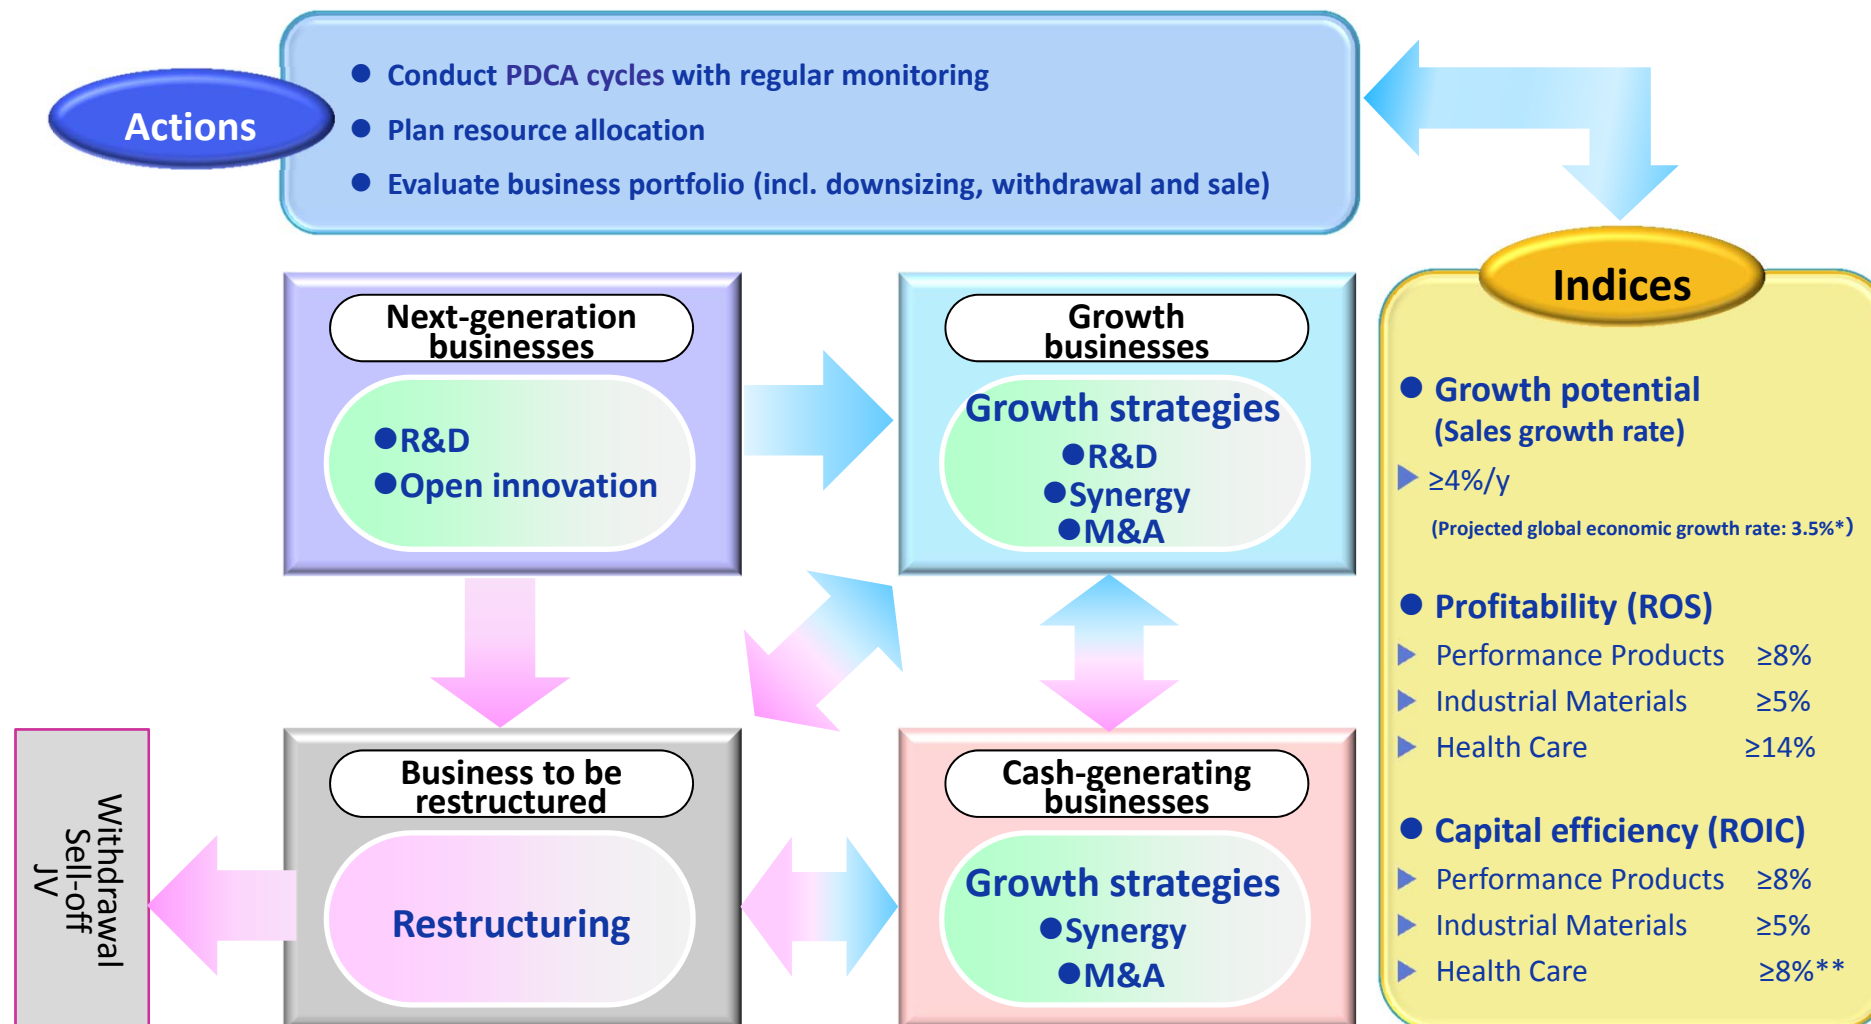 Actions
● Conduct PDCA cycles with regular monitoring
● Plan resource allocation
● Evaluate business portfolio (incl. downsizing, withdrawal and sale)
Next-generation
businesses
●R&D
●Open innovation
Growth
businesses
Growth strategies
●R&D
●Synergy
●M&A
Business to be
restructured
Restructuring
Cash-generating
businesses
Growth strategies
●Synergy
●M&A
Withdrawal
Sell-off
JV
Indices
● Growth potential
(Sales growth rate)
▶ ≥4%/y
(Projected global economic growth rate: 3.5%*)
● Profitability (ROS)
▶ Performance Products ≥8%
▶ Industrial Materials ≥5%
▶ Health Care ≥14%
● Capital efficiency (ROIC)
▶ Performance Products ≥8%
▶ Industrial Materials ≥5%
▶ Health Care ≥8%**